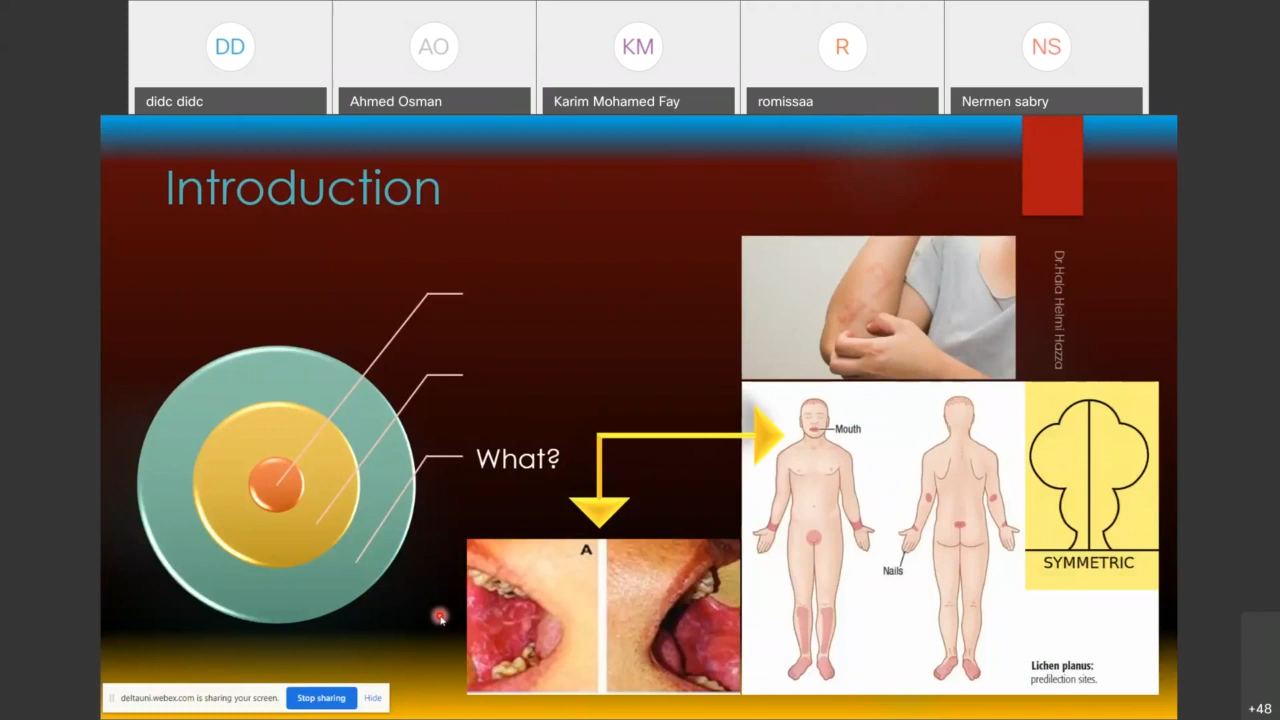 DD
AO
KM
R
NS
didc didc
Ahmed Osman
Karim Mohamed Fay
romissaa
Nermen sabry
Introduction
Dr.Hala Helmi Hazza
What?
Mouth
Nails
SYMMETRIC
A
Lichen planus:
predilection sites.
deltauni.webex.com is sharing your screen.
Stop sharing
Hide
+48